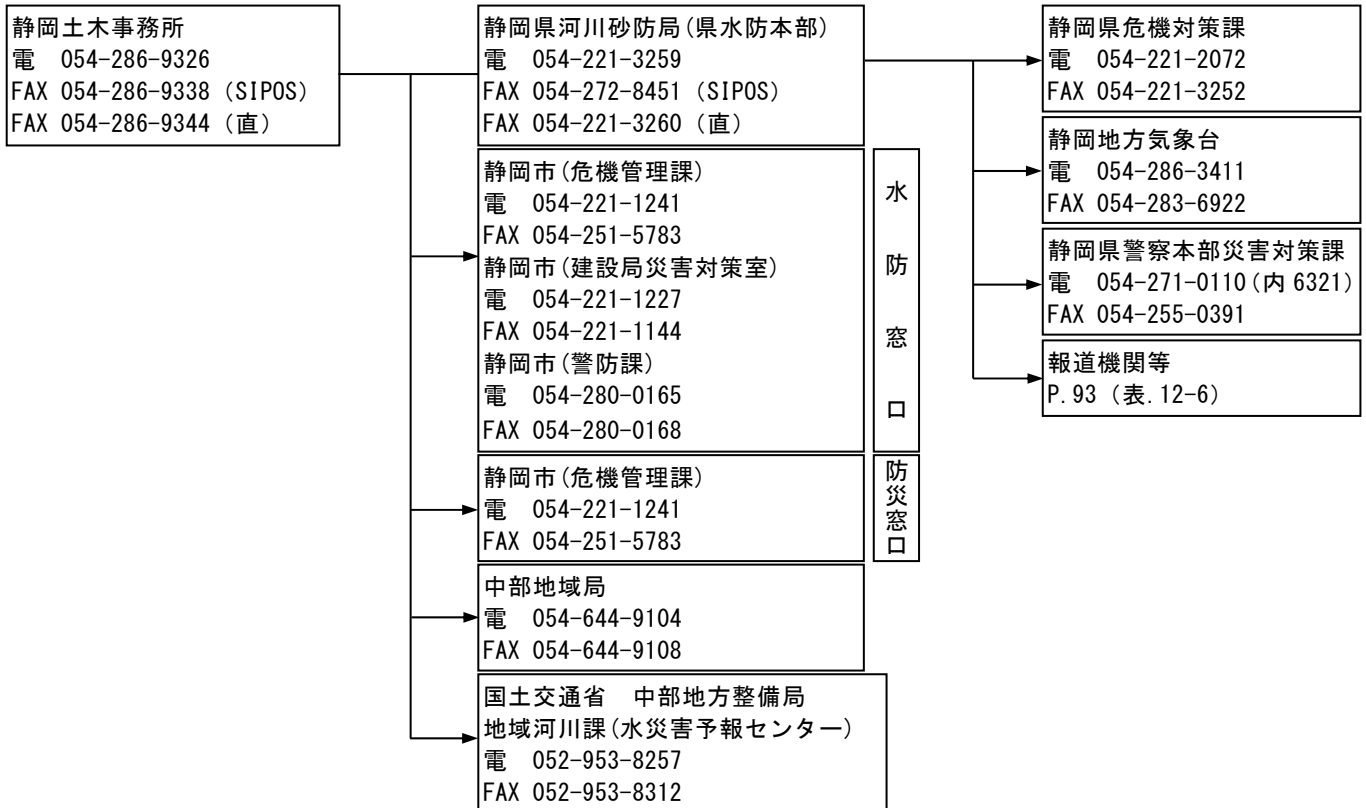 静岡土木事務所
電　054-286-9326
FAX 054-286-9338 (SIPOS)
FAX 054-286-9344 (直)
静岡県河川砂防局(県水防本部)
電　054-221-3259
FAX 054-272-8451 (SIPOS)
FAX 054-221-3260 (直)
静岡市(危機管理課)
電　054-221-1241
FAX 054-251-5783
静岡市(建設局災害対策室)
電　054-221-1227
FAX 054-221-1144
静岡市(警防課)
電　054-280-0165
FAX 054-280-0168
水防窓口
静岡市(危機管理課)
電　054-221-1241
FAX 054-251-5783
防災窓口
中部地域局
電　054-644-9104
FAX 054-644-9108
国土交通省　中部地方整備局
地域河川課(水災害予報センター)
電　052-953-8257
FAX 052-953-8312
静岡県危機対策課
電　054-221-2072
FAX 054-221-3252
静岡地方気象台
電　054-286-3411
FAX 054-283-6922
静岡県警察本部災害対策課
電　054-271-0110(内 6321)
FAX 054-255-0391
報道機関等
P.93 (表.12-6)